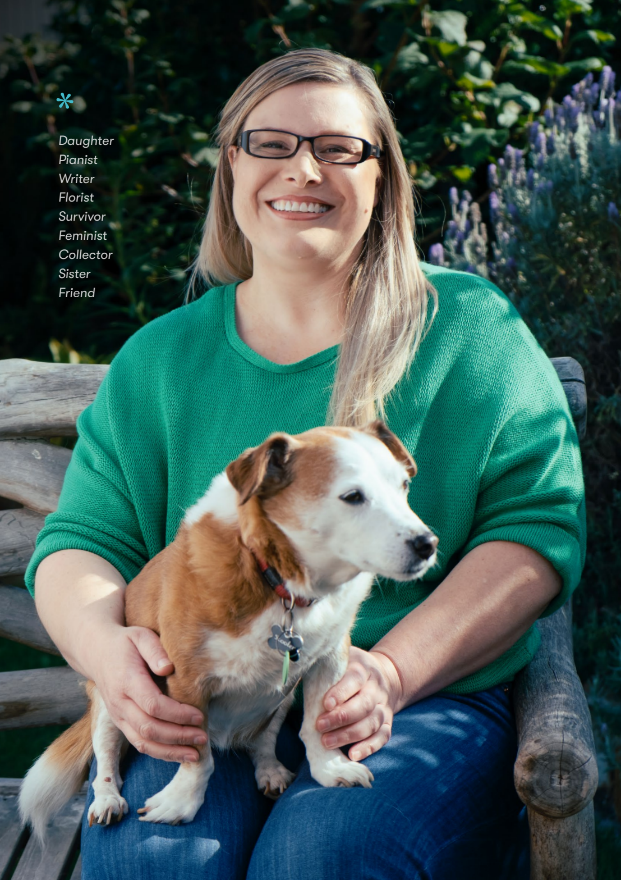 *
Daughter
Pianist
Writer
Florist
Survivor
Feminist
Collector
Sister
Friend